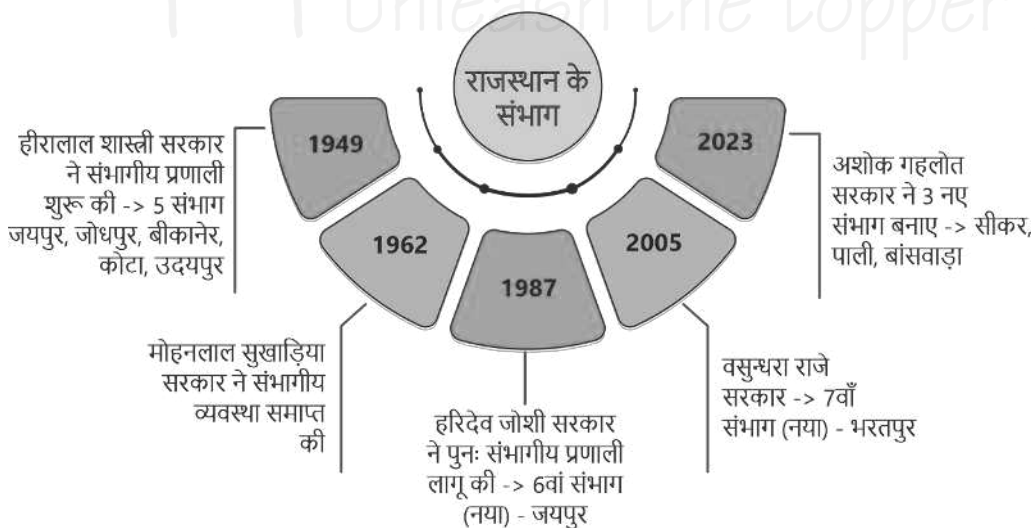 Unleash the topper
राजस्थान के
संभाग
1949
हीरालाल शास्त्री सरकार
ने संभागीय प्रणाली
शुरू की -> 5 संभाग
जयपुर, जोधपुर, बीकानेर,
कोटा, उदयपुर
1962
मोहनलाल सुखाड़िया
सरकार ने संभागीय
व्यवस्था समाप्त
की
1987
हरिदेव जोशी सरकार
ने पुनः संभागीय प्रणाली
लागू की -> 6वां संभाग
(नया) - जयपुर
2005
वसुन्धरा राजे
सरकार -> 7वाँ
संभाग (नया) - भरतपुर
2023
अशोक गहलोत
सरकार ने 3 नए
संभाग बनाए -> सीकर,
पाली, बांसवाड़ा